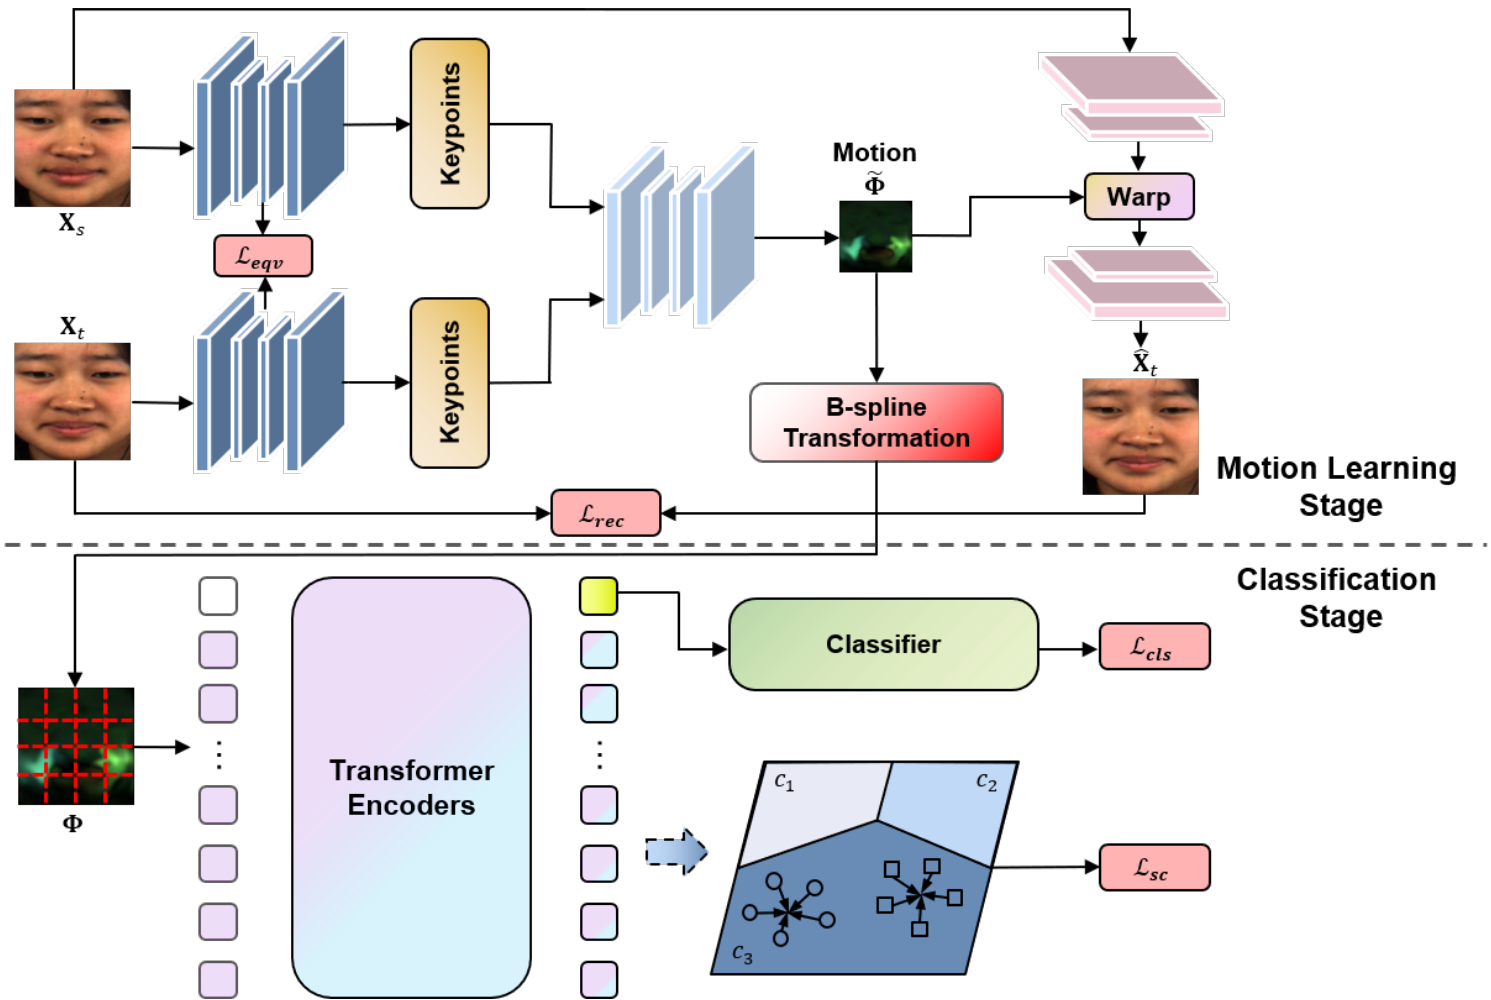 X_s
Keypoints
ℒ_eqv
X_t
Keypoints
Motion
Φ̃
Warp
X̂_t
B-spline
Transformation
ℒ_rec
Motion Learning
Stage
Classification
Stage
Φ
⋮
Transformer
Encoders
⋮
Classifier
ℒ_cls
c_1
c_2
c_3
ℒ_sc